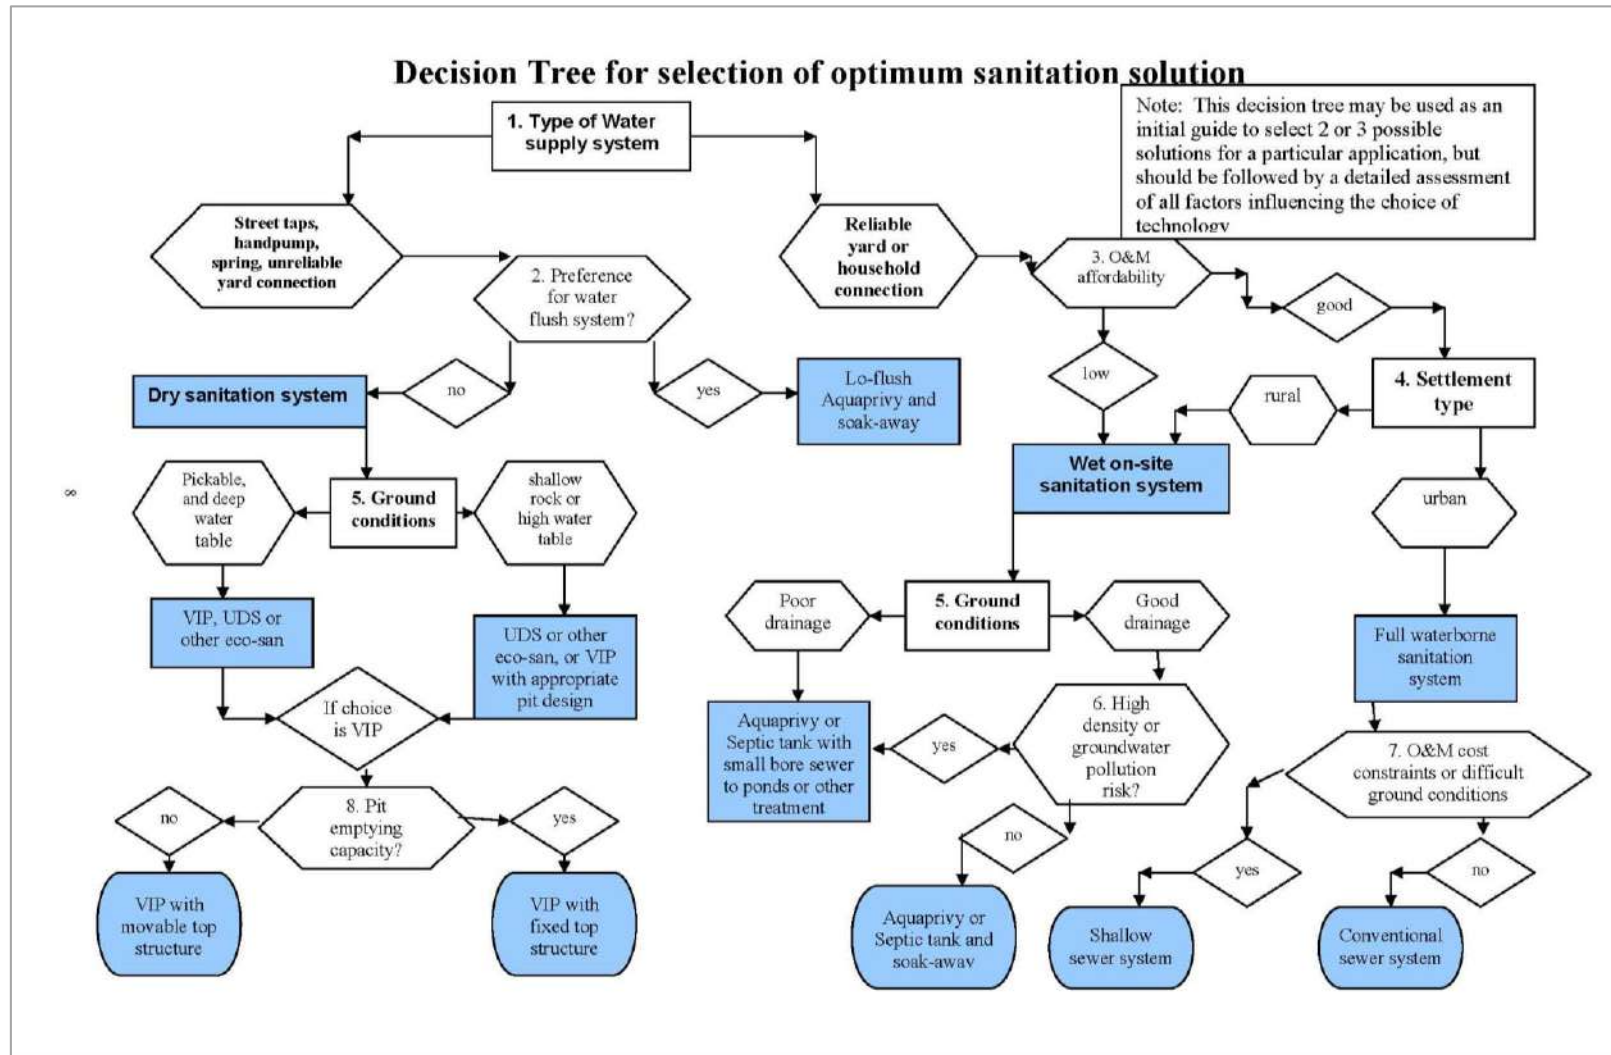 Decision Tree for selection of optimum sanitation solution
Note: This decision tree may be used as an
initial guide to select 2 or 3 possible
solutions for a particular application, but
should be followed by a detailed assessment
of all factors influencing the choice of
technology
1. Type of Water
supply system
Street taps,
handpump,
spring, unreliable
yard connection
Reliable
yard or
household
connection
2. Preference
for water
flush system?
3. O&M
affordability
good
low
no
yes
Dry sanitation system
Lo-flush
Aquaprivy and
soak-away
rural
4. Settlement
type
Wet on-site
sanitation system
urban
Pickable,
and deep
water
table
5. Ground
conditions
shallow
rock or
high water
table
∞
VIP, UDS or
other eco-san
UDS or other
eco-san, or VIP
with appropriate
pit design
If choice
is VIP
8. Pit
emptying
capacity?
no
yes
VIP with
movable top
structure
VIP with
fixed top
structure
Poor
drainage
5. Ground
conditions
Good
drainage
Aquaprivy or
Septic tank with
small bore sewer
to ponds or other
treatment
yes
6. High
density or
groundwater
pollution
risk?
no
Aquaprivy or
Septic tank and
soak-away
Full waterborne
sanitation
system
7. O&M cost
constraints or difficult
ground conditions
yes
no
Shallow
sewer system
Conventional
sewer system